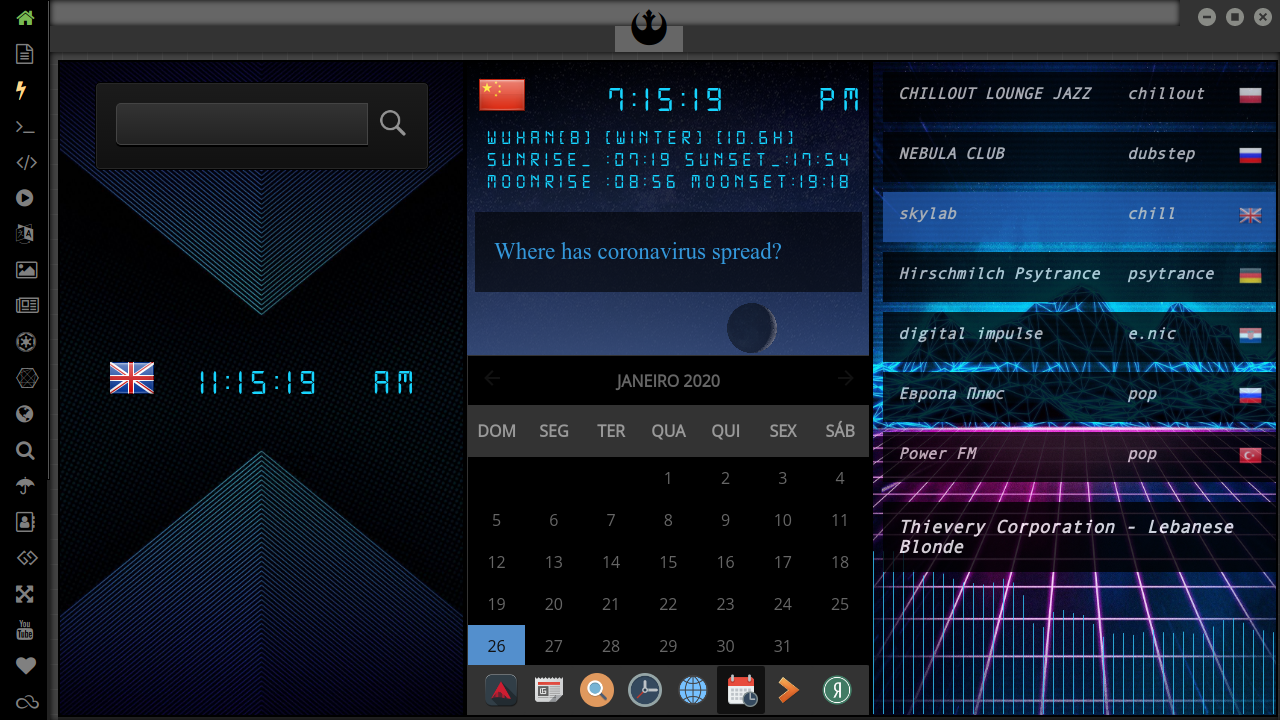 7:15:19 PM
WUHAN[8] [WINTER] [10.6H]
SUNRISE_ :07:19 SUNSET_:17:54
MOONRISE :08:56 MOONSET:19:18
Where has coronavirus spread?
11:15:19 AM
JANEIRO 2020
DOM SEG TER QUA QUI SEX SÁB
1 2 3 4
5 6 7 8 9 10 11
12 13 14 15 16 17 18
19 20 21 22 23 24 25
26 27 28 29 30 31
CHILLOUT LOUNGE JAZZ chillout
NEBULA CLUB dubstep
skylab chill
Hirschmilch Psytrance psytrance
digital impulse e.nic
Европа Плюс pop
Power FM pop
Thievery Corporation - Lebanese
Blonde
You
Tube
Я